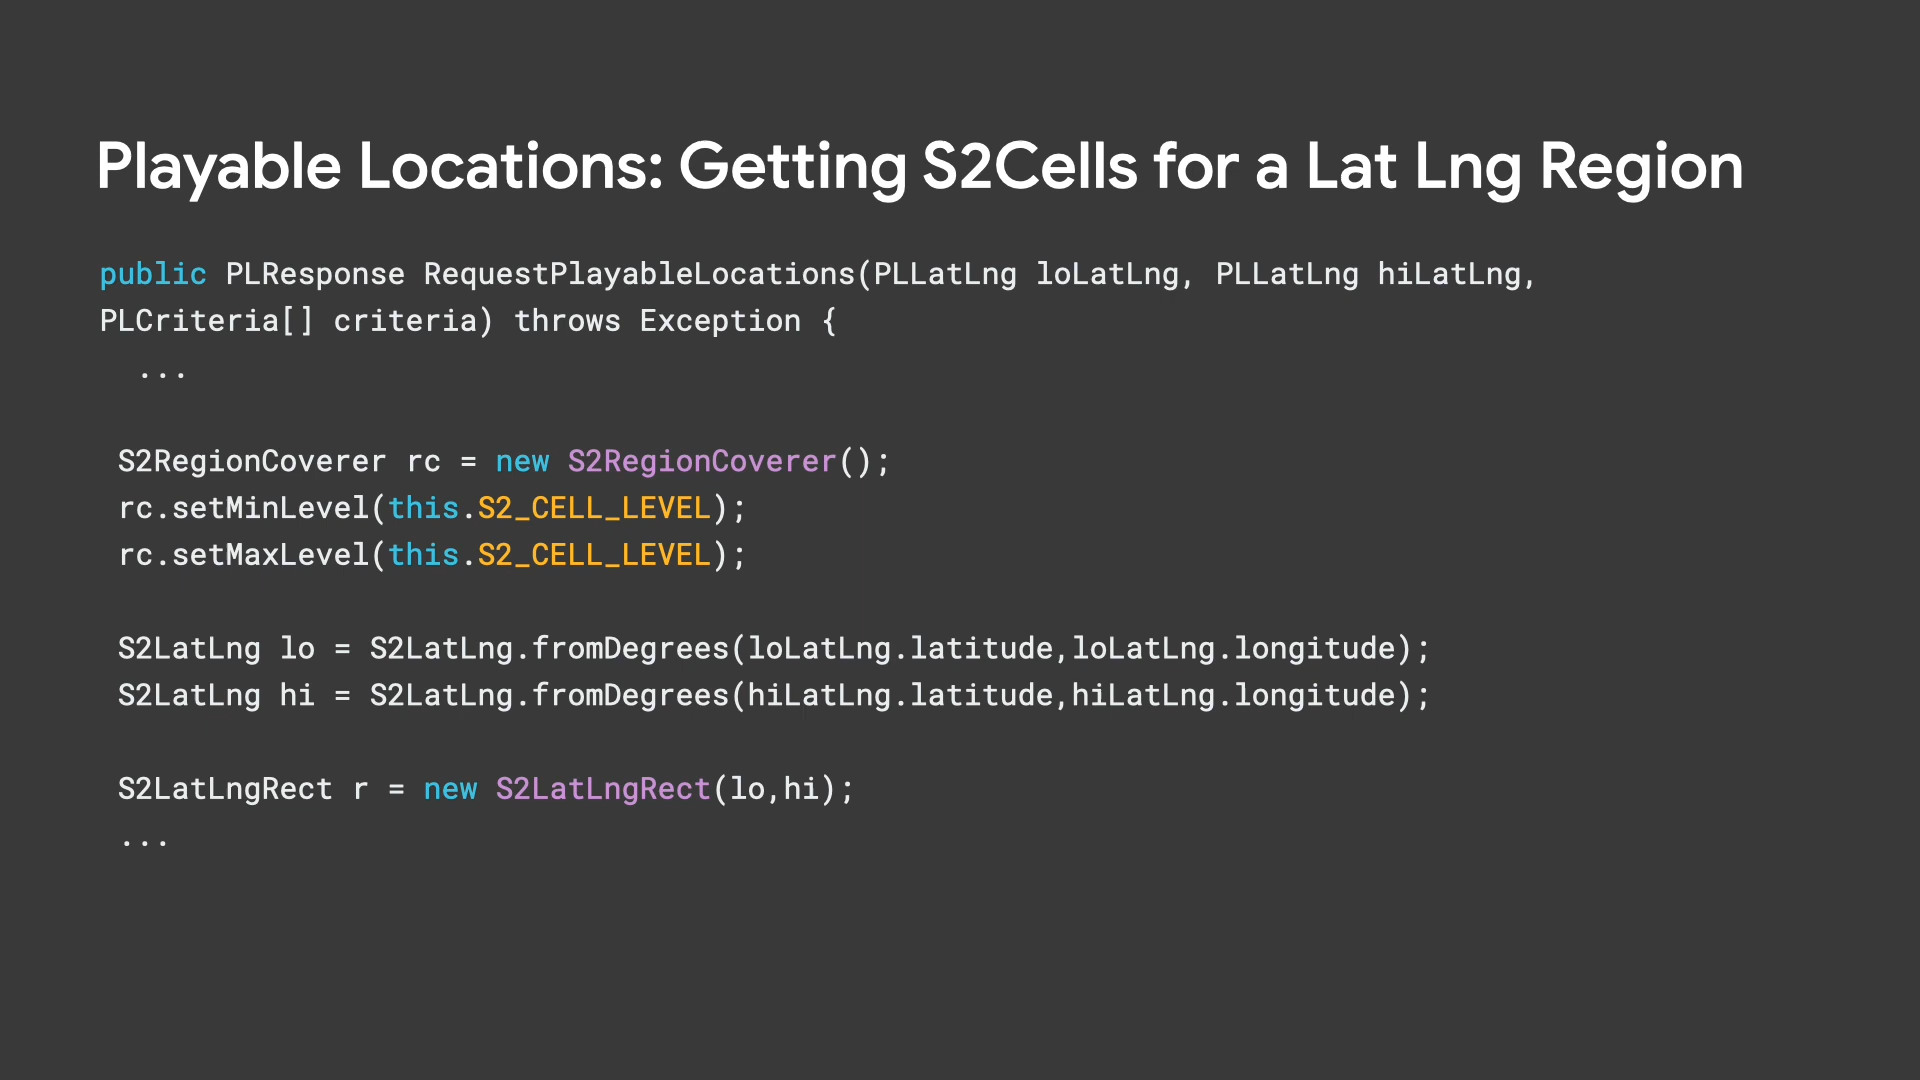 Playable Locations: Getting S2Cells for a Lat Lng Region
public PLResponse RequestPlayableLocations(PLLatLng loLatLng, PLLatLng hiLatLng,
PLCriteria[] criteria) throws Exception {
...
S2RegionCoverer rc = new S2RegionCoverer();
rc.setMinLevel(this.S2_CELL_LEVEL);
rc.setMaxLevel(this.S2_CELL_LEVEL);
S2LatLng lo = S2LatLng.fromDegrees(loLatLng.latitude,loLatLng.longitude);
S2LatLng hi = S2LatLng.fromDegrees(hiLatLng.latitude,hiLatLng.longitude);
S2LatLngRect r = new S2LatLngRect(lo,hi);
...